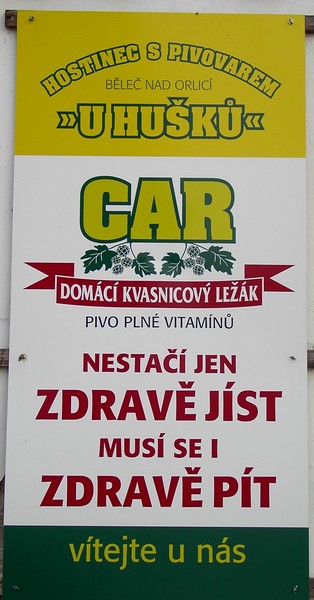 HOSTINEC S PIVOVAREM
BĚLEČ NAD ORLICÍ
»U HUŠKŮ«
CAR
DOMÁCÍ KVASNICOVÝ LEŽÁK
PIVO PLNÉ VITAMÍNŮ
NESTAČÍ JEN
ZDRAVĚ JÍST
MUSÍ SE I
ZDRAVĚ PÍT
vítejte u nás